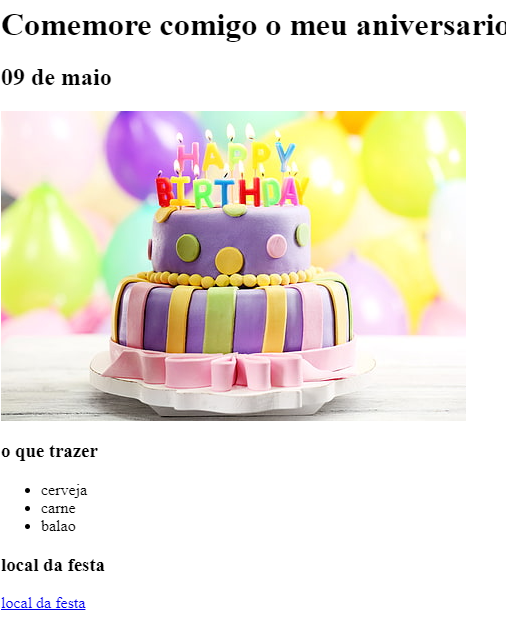 Comemore comigo o meu aniversario
09 de maio
HAPPY
BIRTHDAY
o que trazer
cerveja
carne
balao
local da festa
local da festa